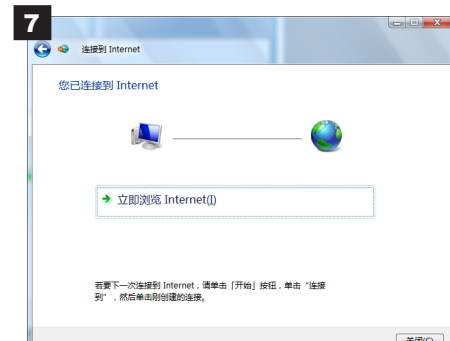 7
连接到 Internet
您已连接到 Internet
立即浏览 Internet(I)
若要下一次连接到 Internet，请单击「开始」按钮，单击“连接
到”，然后单击刚创建的连接。
关闭(C)